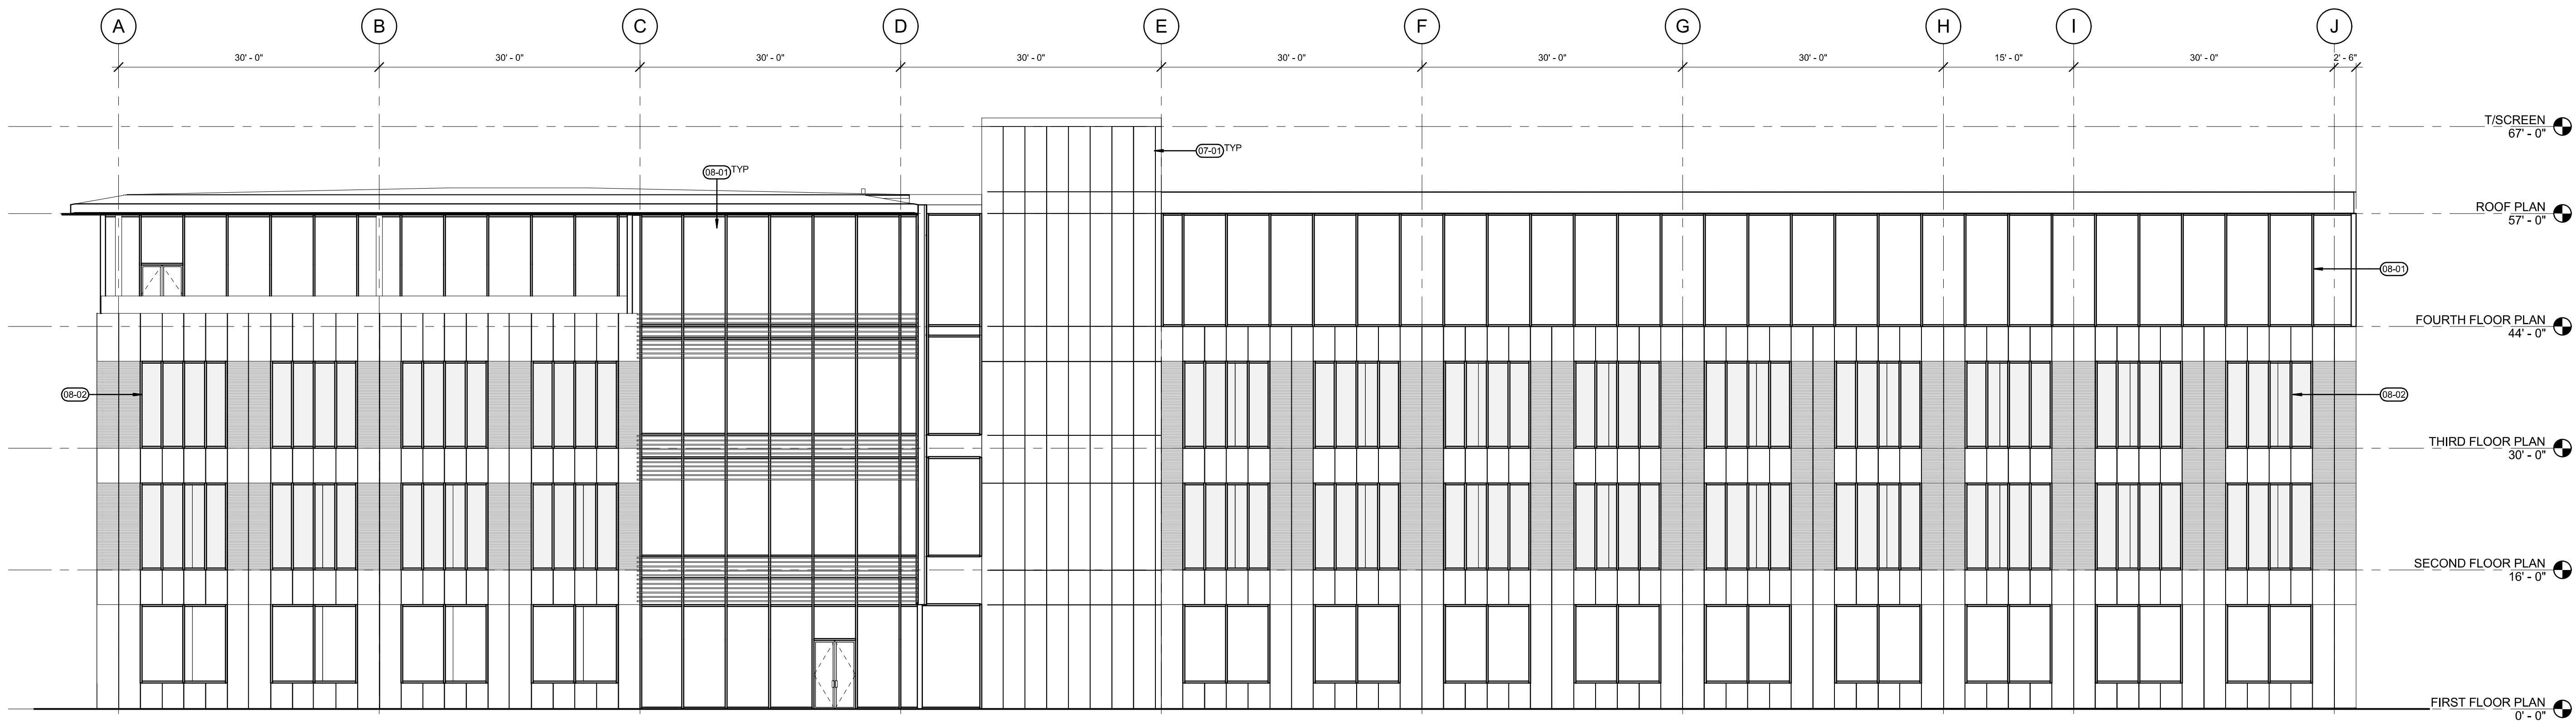 A
B
C
D
E
F
G
H
I
J
30' - 0"
30' - 0"
30' - 0"
30' - 0"
30' - 0"
30' - 0"
30' - 0"
15' - 0"
30' - 0"
2' - 6"
T/SCREEN
67' - 0"
07-01 TYP
08-01 TYP
ROOF PLAN
57' - 0"
08-01
FOURTH FLOOR PLAN
44' - 0"
08-02
08-02
THIRD FLOOR PLAN
30' - 0"
SECOND FLOOR PLAN
16' - 0"
FIRST FLOOR PLAN
0' - 0"